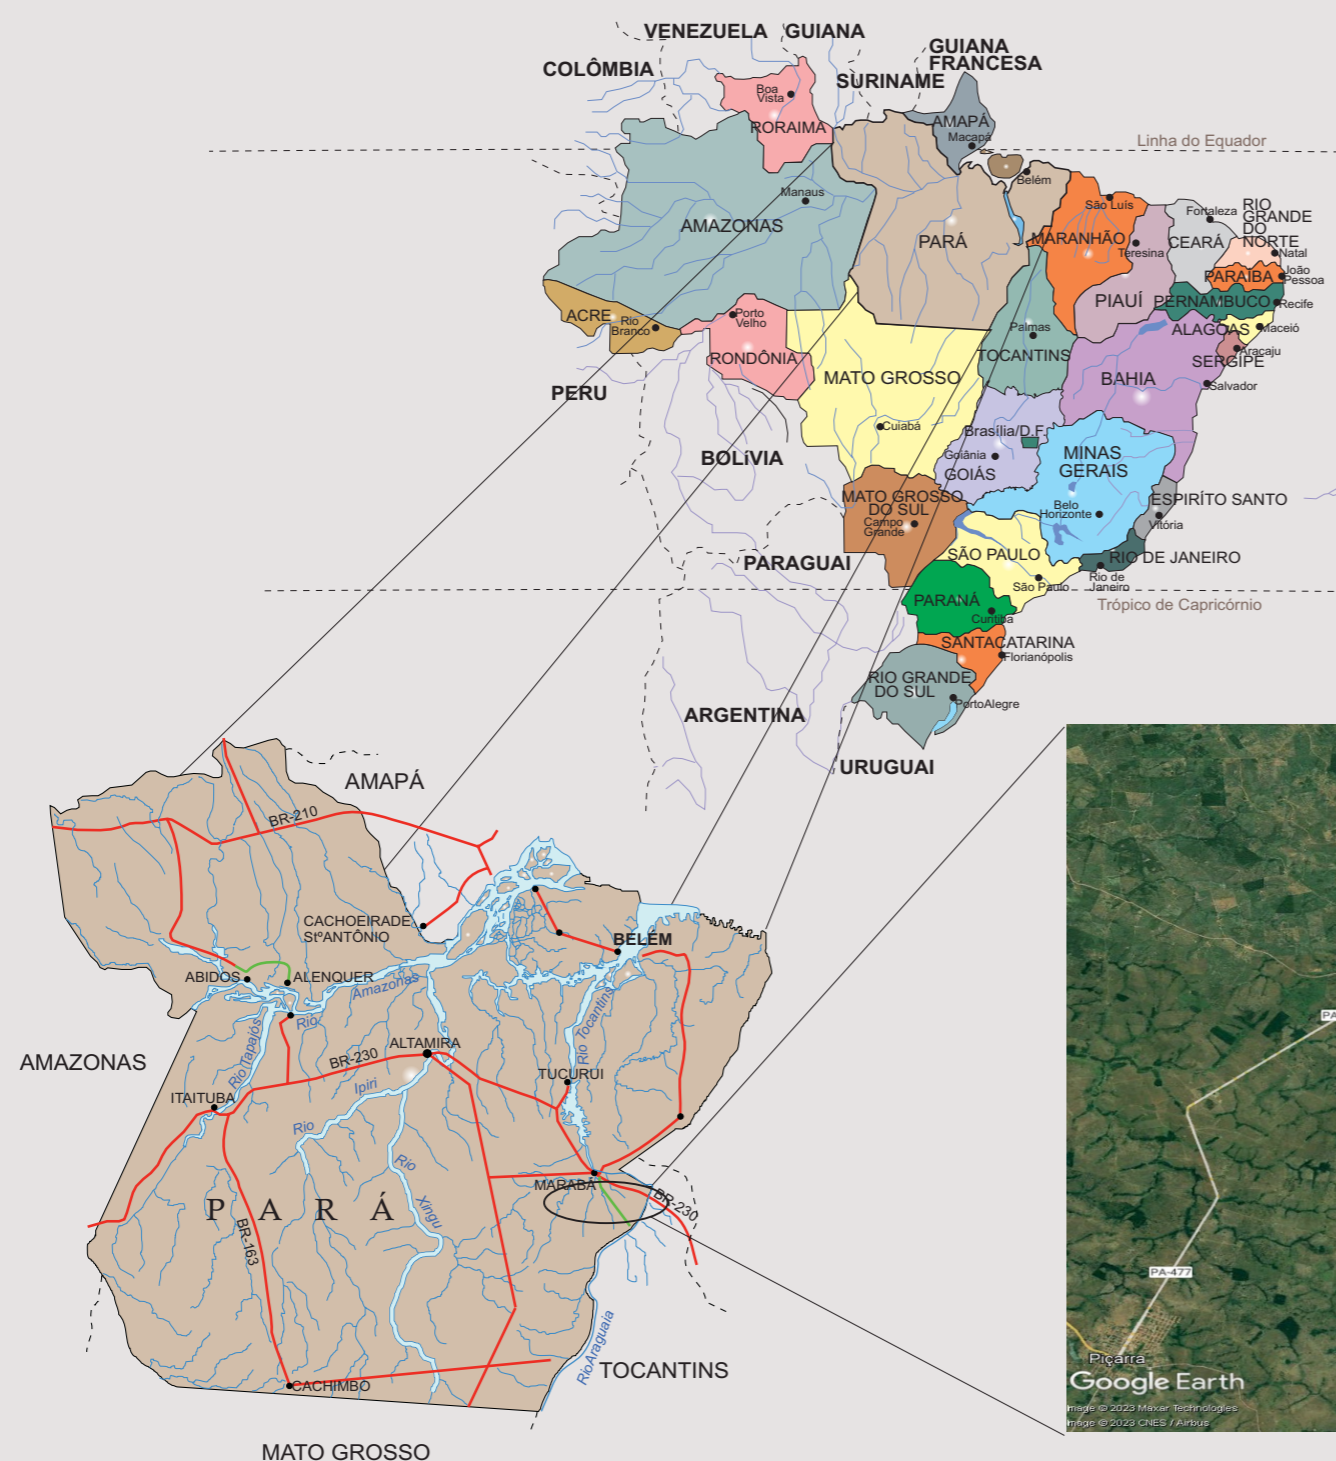 VENEZUELA
GUIANA
GUIANA
FRANCESA
COLÔMBIA
SURINAME
Boa
Vista
RORAIMA
AMAPÁ
Macapá
Linha do Equador
Belém
Manaus
AMAZONAS
PARÁ
São Luís
MARANHÃO
Teresina
Fortaleza
CEARÁ
RIO
GRANDE
DO
NORTE
Natal
João
Pessoa
PARAÍBA
PIAUÍ
PERNAMBUCO
Recife
ACRE
Rio
Branco
Porto
Velho
RONDÔNIA
Palmas
TOCANTINS
ALAGOAS
Maceió
Aracaju
SERGIPE
MATO GROSSO
BAHIA
Salvador
PERU
Cuiabá
Brasília/D.F.
Goiânia
GOIÁS
MINAS
GERAIS
BOLíVIA
MATO GROSSO
DO SUL
Campo
Grande
Belo
Horizonte
ESPIRÍTO SANTO
Vitória
PARAGUAI
SÃO PAULO
São Paulo
RIO DE JANEIRO
Rio de
Janeiro
Trópico de Capricórnio
PARANÁ
Curitiba
SANTACATARINA
Florianópolis
RIO GRANDE
DO SUL
PortoAlegre
ARGENTINA
URUGUAI
AMAPÁ
BR-210
CACHOEIRADE
StºANTÔNIO
BELÉM
ABIDOS
ALENQUER
Amazonas
Rio
Rio Tapajós
Rio Tocantins
AMAZONAS
BR-230
ALTAMIRA
TUCURUI
ITAITUBA
Ipiri
Rio
Rio
Xingu
MARABÁ
BR-230
PARÁ
BR-163
RioAraguaia
TOCANTINS
CACHIMBO
MATO GROSSO
PA
PA-477
Piçarra
Google Earth
Image © 2023 Maxar Technologies
Image © 2023 CNES / Airbus